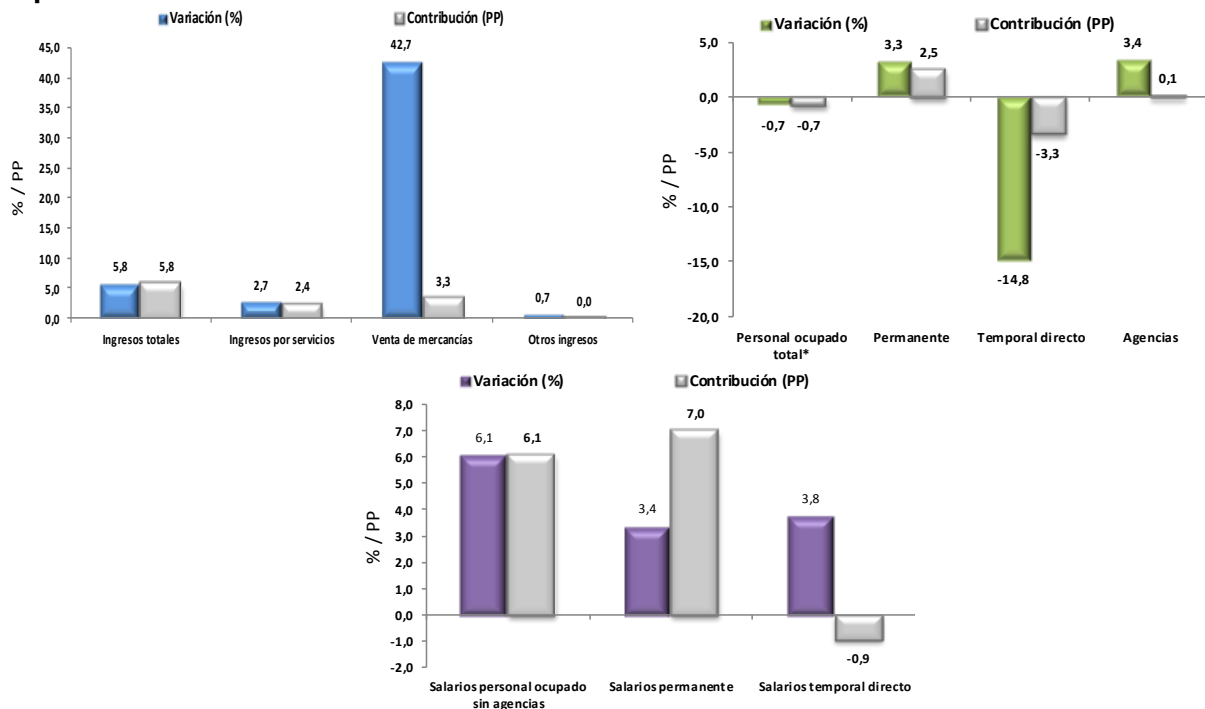 Variación (%)
Contribución (PP)
% / PP
45,0
40,0
35,0
30,0
25,0
20,0
15,0
10,0
5,0
0,0
5,8
5,8
2,7
2,4
42,7
3,3
0,7
0,0
Ingresos totales
Ingresos por servicios
Venta de mercancías
Otros ingresos
Variación (%)
Contribución (PP)
% / PP
5,0
0,0
-5,0
-10,0
-15,0
-20,0
-0,7
-0,7
3,3
2,5
-14,8
-3,3
3,4
0,1
Personal ocupado
total*
Permanente
Temporal directo
Agencias
Variación (%)
Contribución (PP)
% / PP
8,0
7,0
6,0
5,0
4,0
3,0
2,0
1,0
0,0
-1,0
-2,0
6,1
6,1
3,4
7,0
3,8
-0,9
Salarios personal ocupado
sin agencias
Salarios permanente
Salarios temporal directo